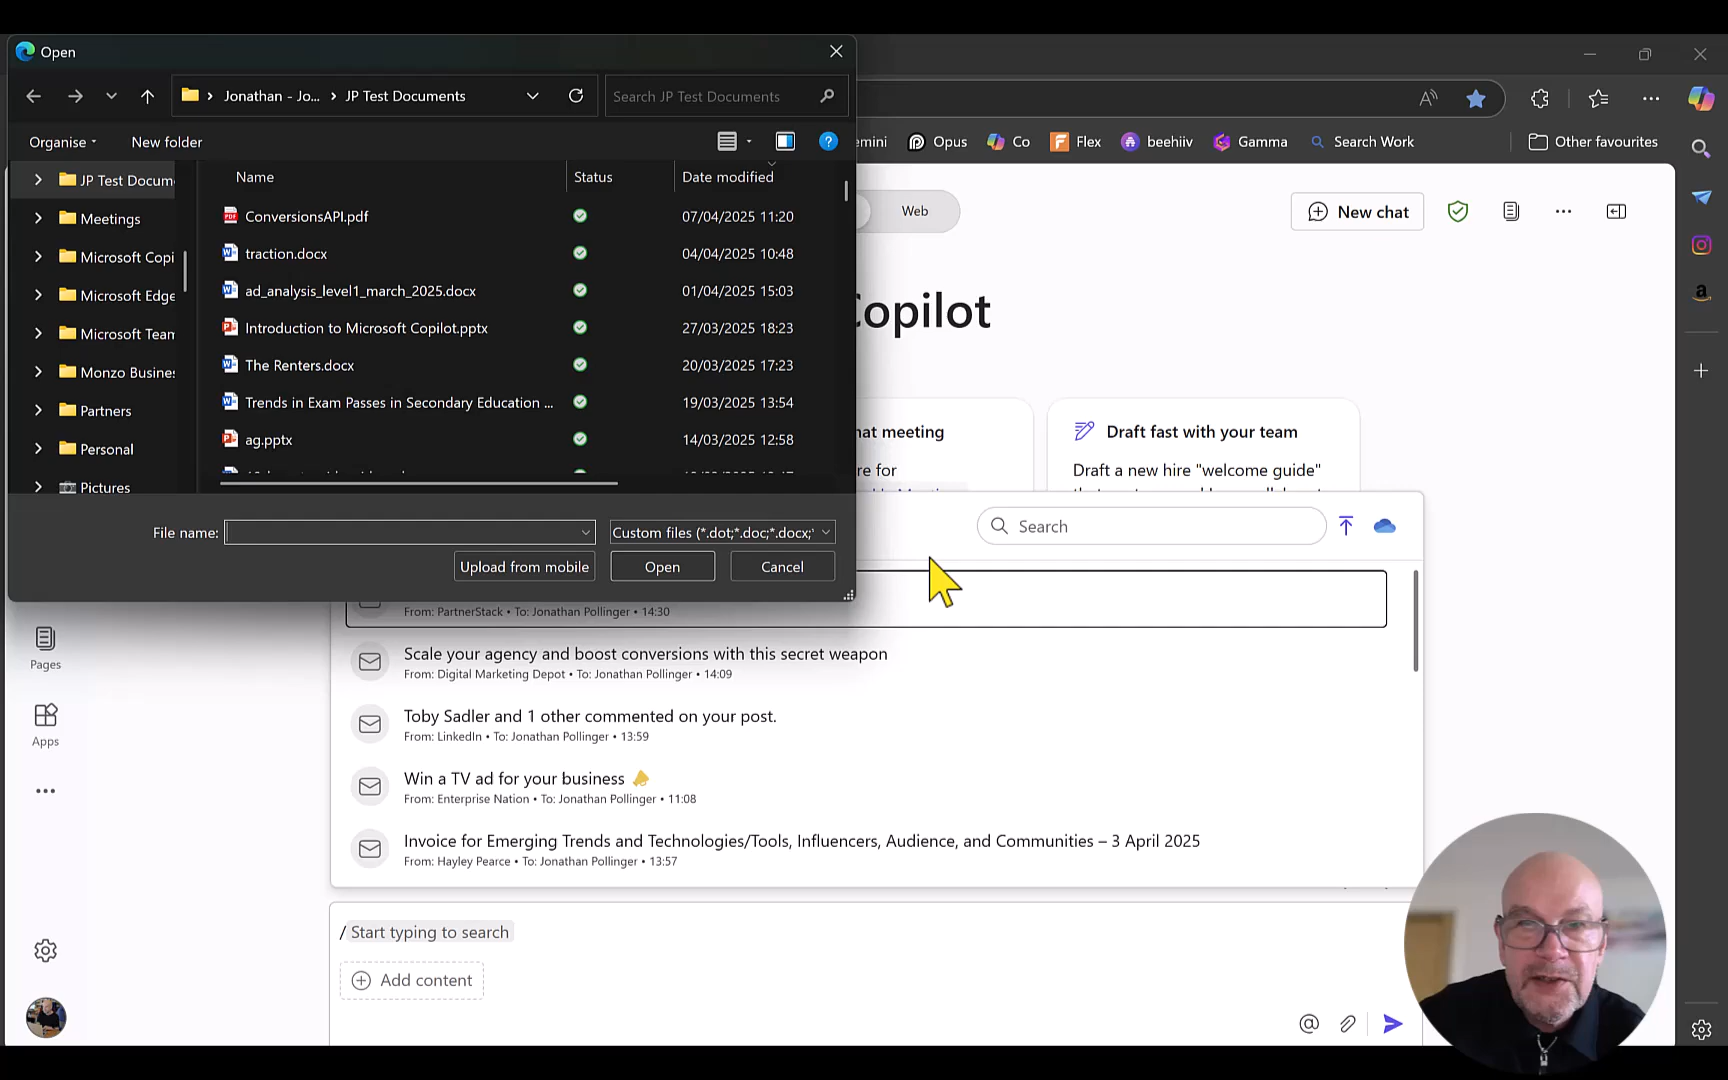 Open
Jonathan - Jo...
JP Test Documents
Search JP Test Documents
Organise
New folder
JP Test Docum
Meetings
Microsoft Copi
Microsoft Edge
Microsoft Team
Monzo Busines
Partners
Personal
Pictures
Name
Status
Date modified
ConversionsAPI.pdf
07/04/2025 11:20
traction.docx
04/04/2025 10:48
ad_analysis_level1_march_2025.docx
01/04/2025 15:03
Introduction to Microsoft Copilot.pptx
27/03/2025 18:23
The Renters.docx
20/03/2025 17:23
Trends in Exam Passes in Secondary Education ...
19/03/2025 13:54
ag.pptx
14/03/2025 12:58
File name:
Custom files (*.dot;*.doc;*.docx;
Upload from mobile
Open
Cancel
emini
Opus
Co
Flex
beehiiv
Gamma
Search Work
Other favourites
Web
New chat
Copilot
hat meeting
re for
Draft fast with your team
Draft a new hire "welcome guide"
Search
From: PartnerStack • To: Jonathan Pollinger • 14:30
Scale your agency and boost conversions with this secret weapon
From: Digital Marketing Depot • To: Jonathan Pollinger • 14:09
Toby Sadler and 1 other commented on your post.
From: LinkedIn • To: Jonathan Pollinger • 13:59
Win a TV ad for your business
From: Enterprise Nation • To: Jonathan Pollinger • 11:08
Invoice for Emerging Trends and Technologies/Tools, Influencers, Audience, and Communities – 3 April 2025
From: Hayley Pearce • To: Jonathan Pollinger • 13:57
Pages
Apps
/ Start typing to search
Add content